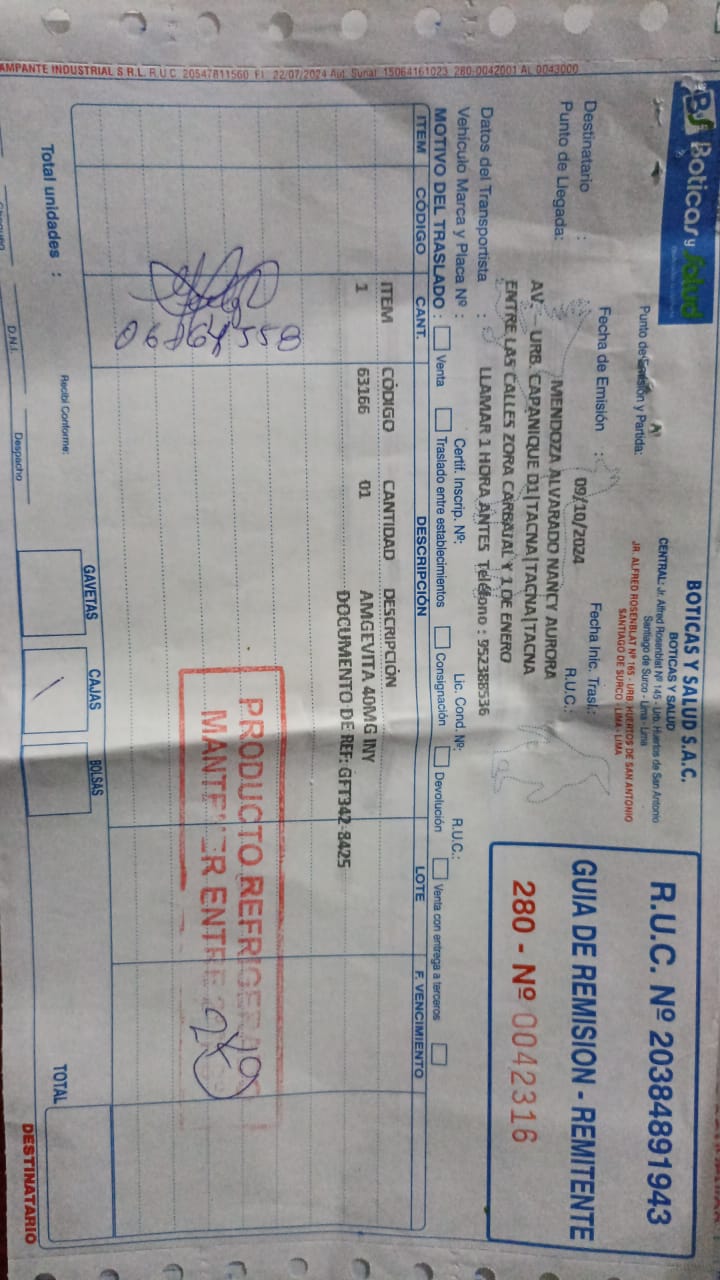 AMPANTE INDUSTRIAL S R.L. R.U.C. 20547811560 F.I. 22/07/2024 Aut. Sunat. 15064161023 280-0042001 AL 0043000
BS Boticas y Salud
BOTICAS Y SALUD S.A.C.
CENTRAL: Jr. Alfred Rosenblat Nº 145 - Urb. Huertos de San Antonio
Santiago de Surco - Lima - Lima
BOTICAS Y SALUD
Punto de Emisión y Partida:
JR. ALFRED ROSENBLAT Nº 165 - URB. HUERTOS DE SAN ANTONIO
SANTIAGO DE SURCO - LIMA - LIMA
R.U.C. Nº 20384891943
GUIA DE REMISION - REMITENTE
280 - Nº 0042316
Fecha de Emisión : 09/10/2024 Fecha Inic. Trasl.:
Destinatario : MENDOZA ALVARADO NANCY AURORA R.U.C.:
Punto de Llegada: AV. URB. CAPANIQUE D1|TACNA|TACNA|TACNA
ENTRE LAS CALLES ZORA CARBAJAL Y 1 DE ENERO
Datos del Transportista : LLAMAR 1 HORA ANTES Teléfono : 952388536 R.U.C.:
Vehículo Marca y Placa Nº : Certif. Inscrip. Nº: Lic. Cond. Nº:
MOTIVO DEL TRASLADO : Venta Traslado entre establecimientos Consignación Devolución Venta con entrega a terceros
ITEM CÓDIGO CANT. DESCRIPCIÓN LOTE F. VENCIMIENTO
ITEM CÓDIGO CANTIDAD DESCRIPCIÓN
1 63166 01 AMGEVITA 40MG INY
DOCUMENTO DE REF: GFT342-8425
PRODUCTO REFRIGERADO
MANTENER ENTRE
GAVETAS CAJAS BOLSAS
Total unidades : Recibí Conforme: TOTAL
D.N.I. Despacho
DESTINATARIO